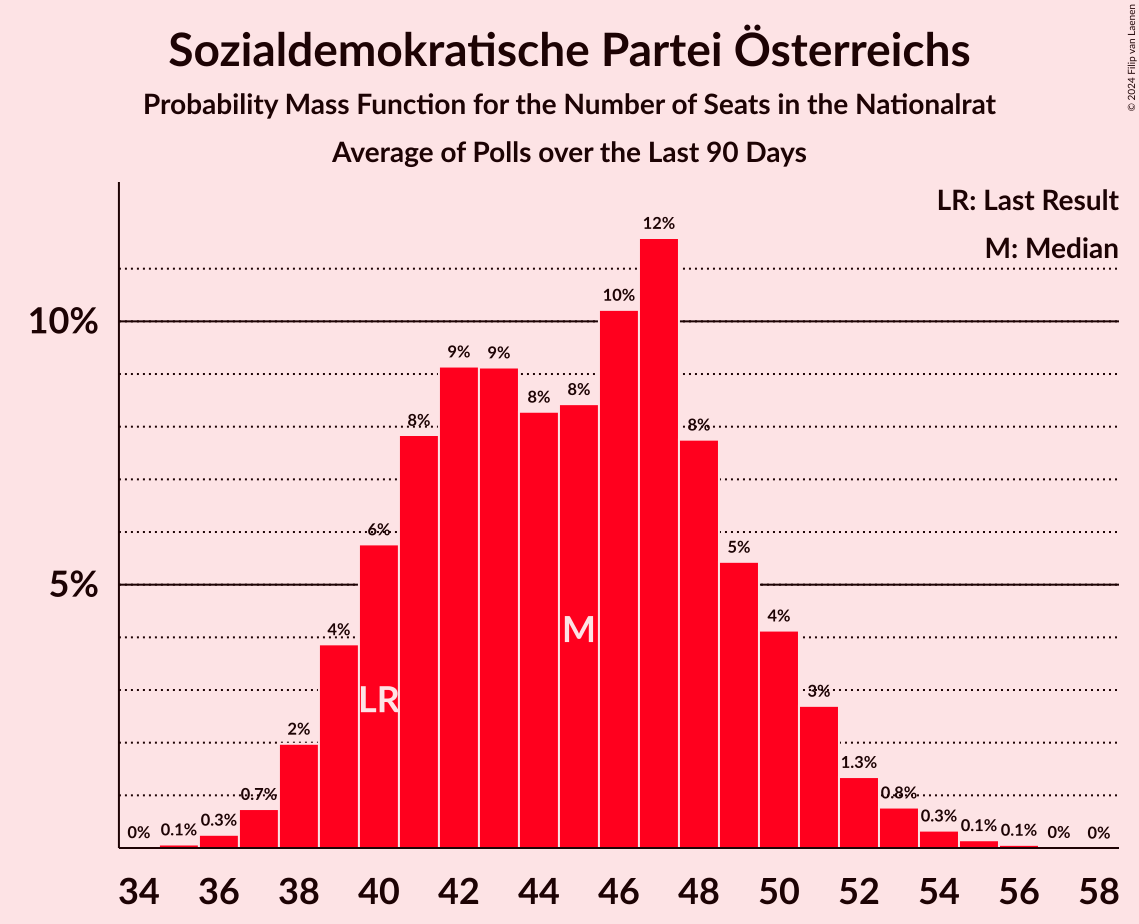 Sozialdemokratische Partei Österreichs
Probability Mass Function for the Number of Seats in the Nationalrat
Average of Polls over the Last 90 Days
© 2024 Filip van Laenen
LR: Last Result
M: Median
10%
5%
0% 0.1% 0.3% 0.7% 2% 4% 6% 8% 9% 9% 8% 8% 10% 12% 8% 5% 4% 3% 1.3% 0.8% 0.3% 0.1% 0.1% 0% 0%
LR M
34 36 38 40 42 44 46 48 50 52 54 56 58